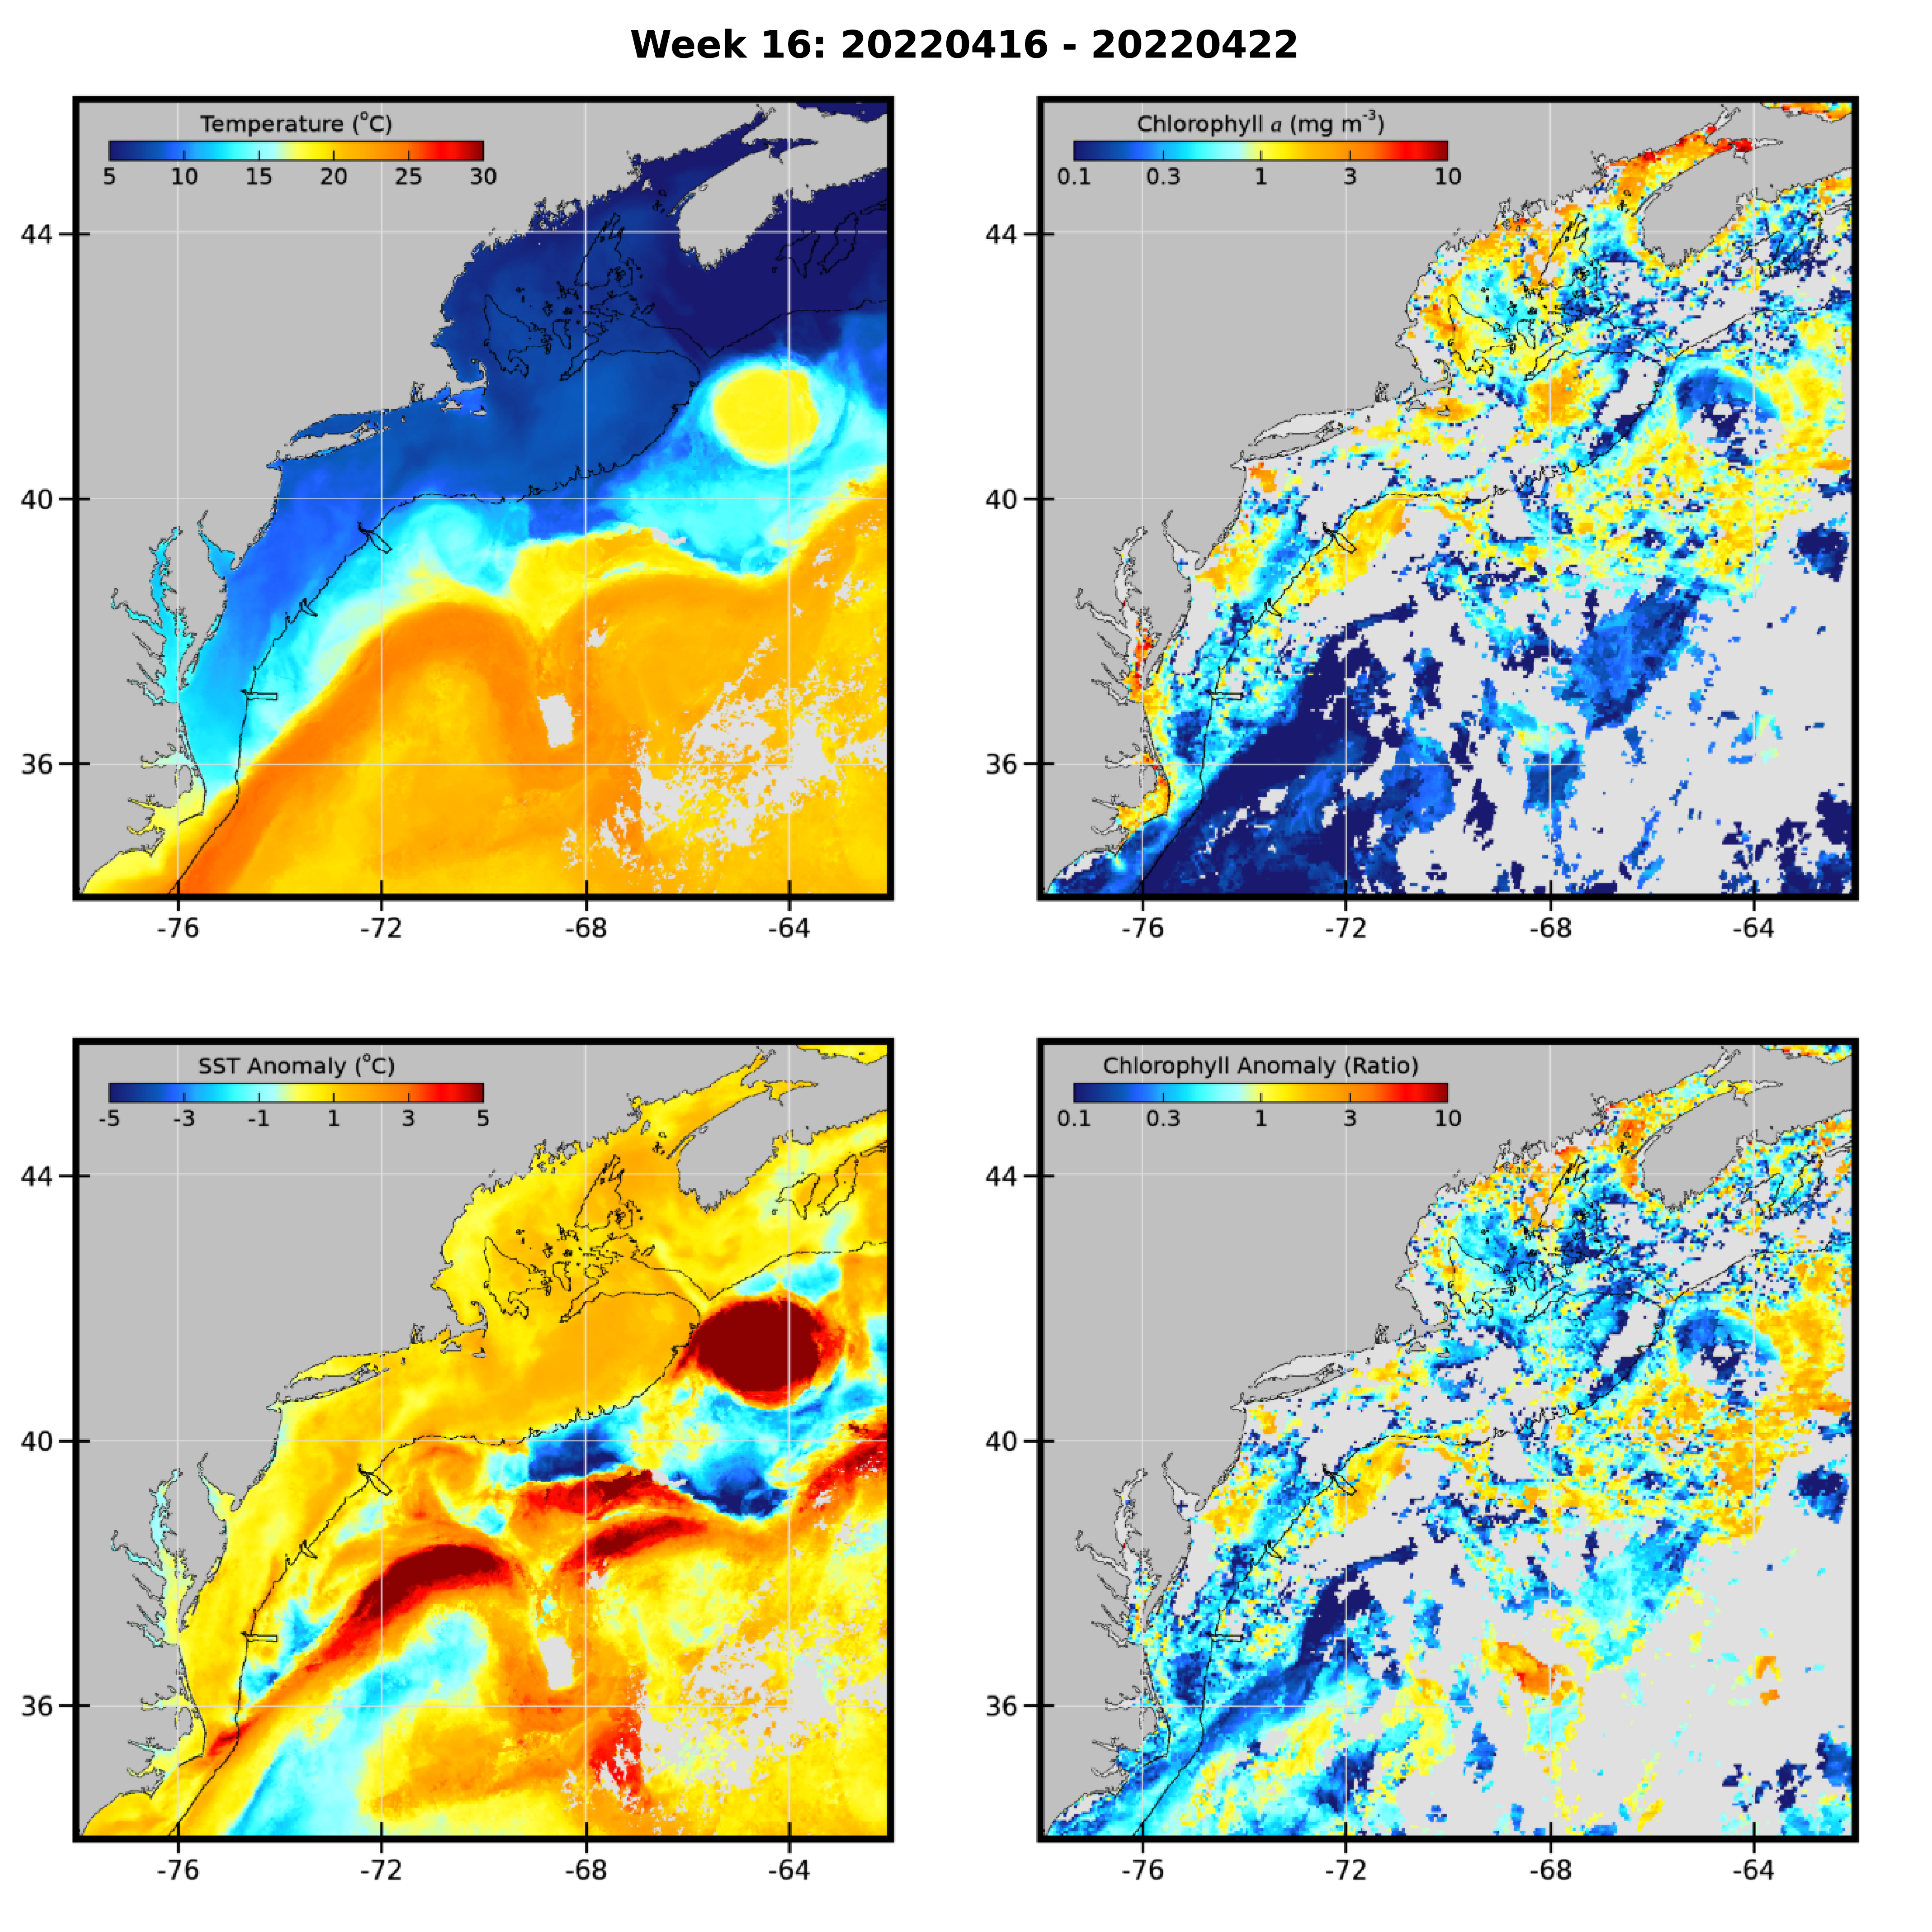 Week 16: 20220416 - 20220422
Temperature (°C)
5 10 15 20 25 30
44
40
36
-76 -72 -68 -64
Chlorophyll a (mg m⁻³)
0.1 0.3 1 3 10
44
40
36
-76 -72 -68 -64
SST Anomaly (°C)
-5 -3 -1 1 3 5
44
40
36
-76 -72 -68 -64
Chlorophyll Anomaly (Ratio)
0.1 0.3 1 3 10
44
40
36
-76 -72 -68 -64